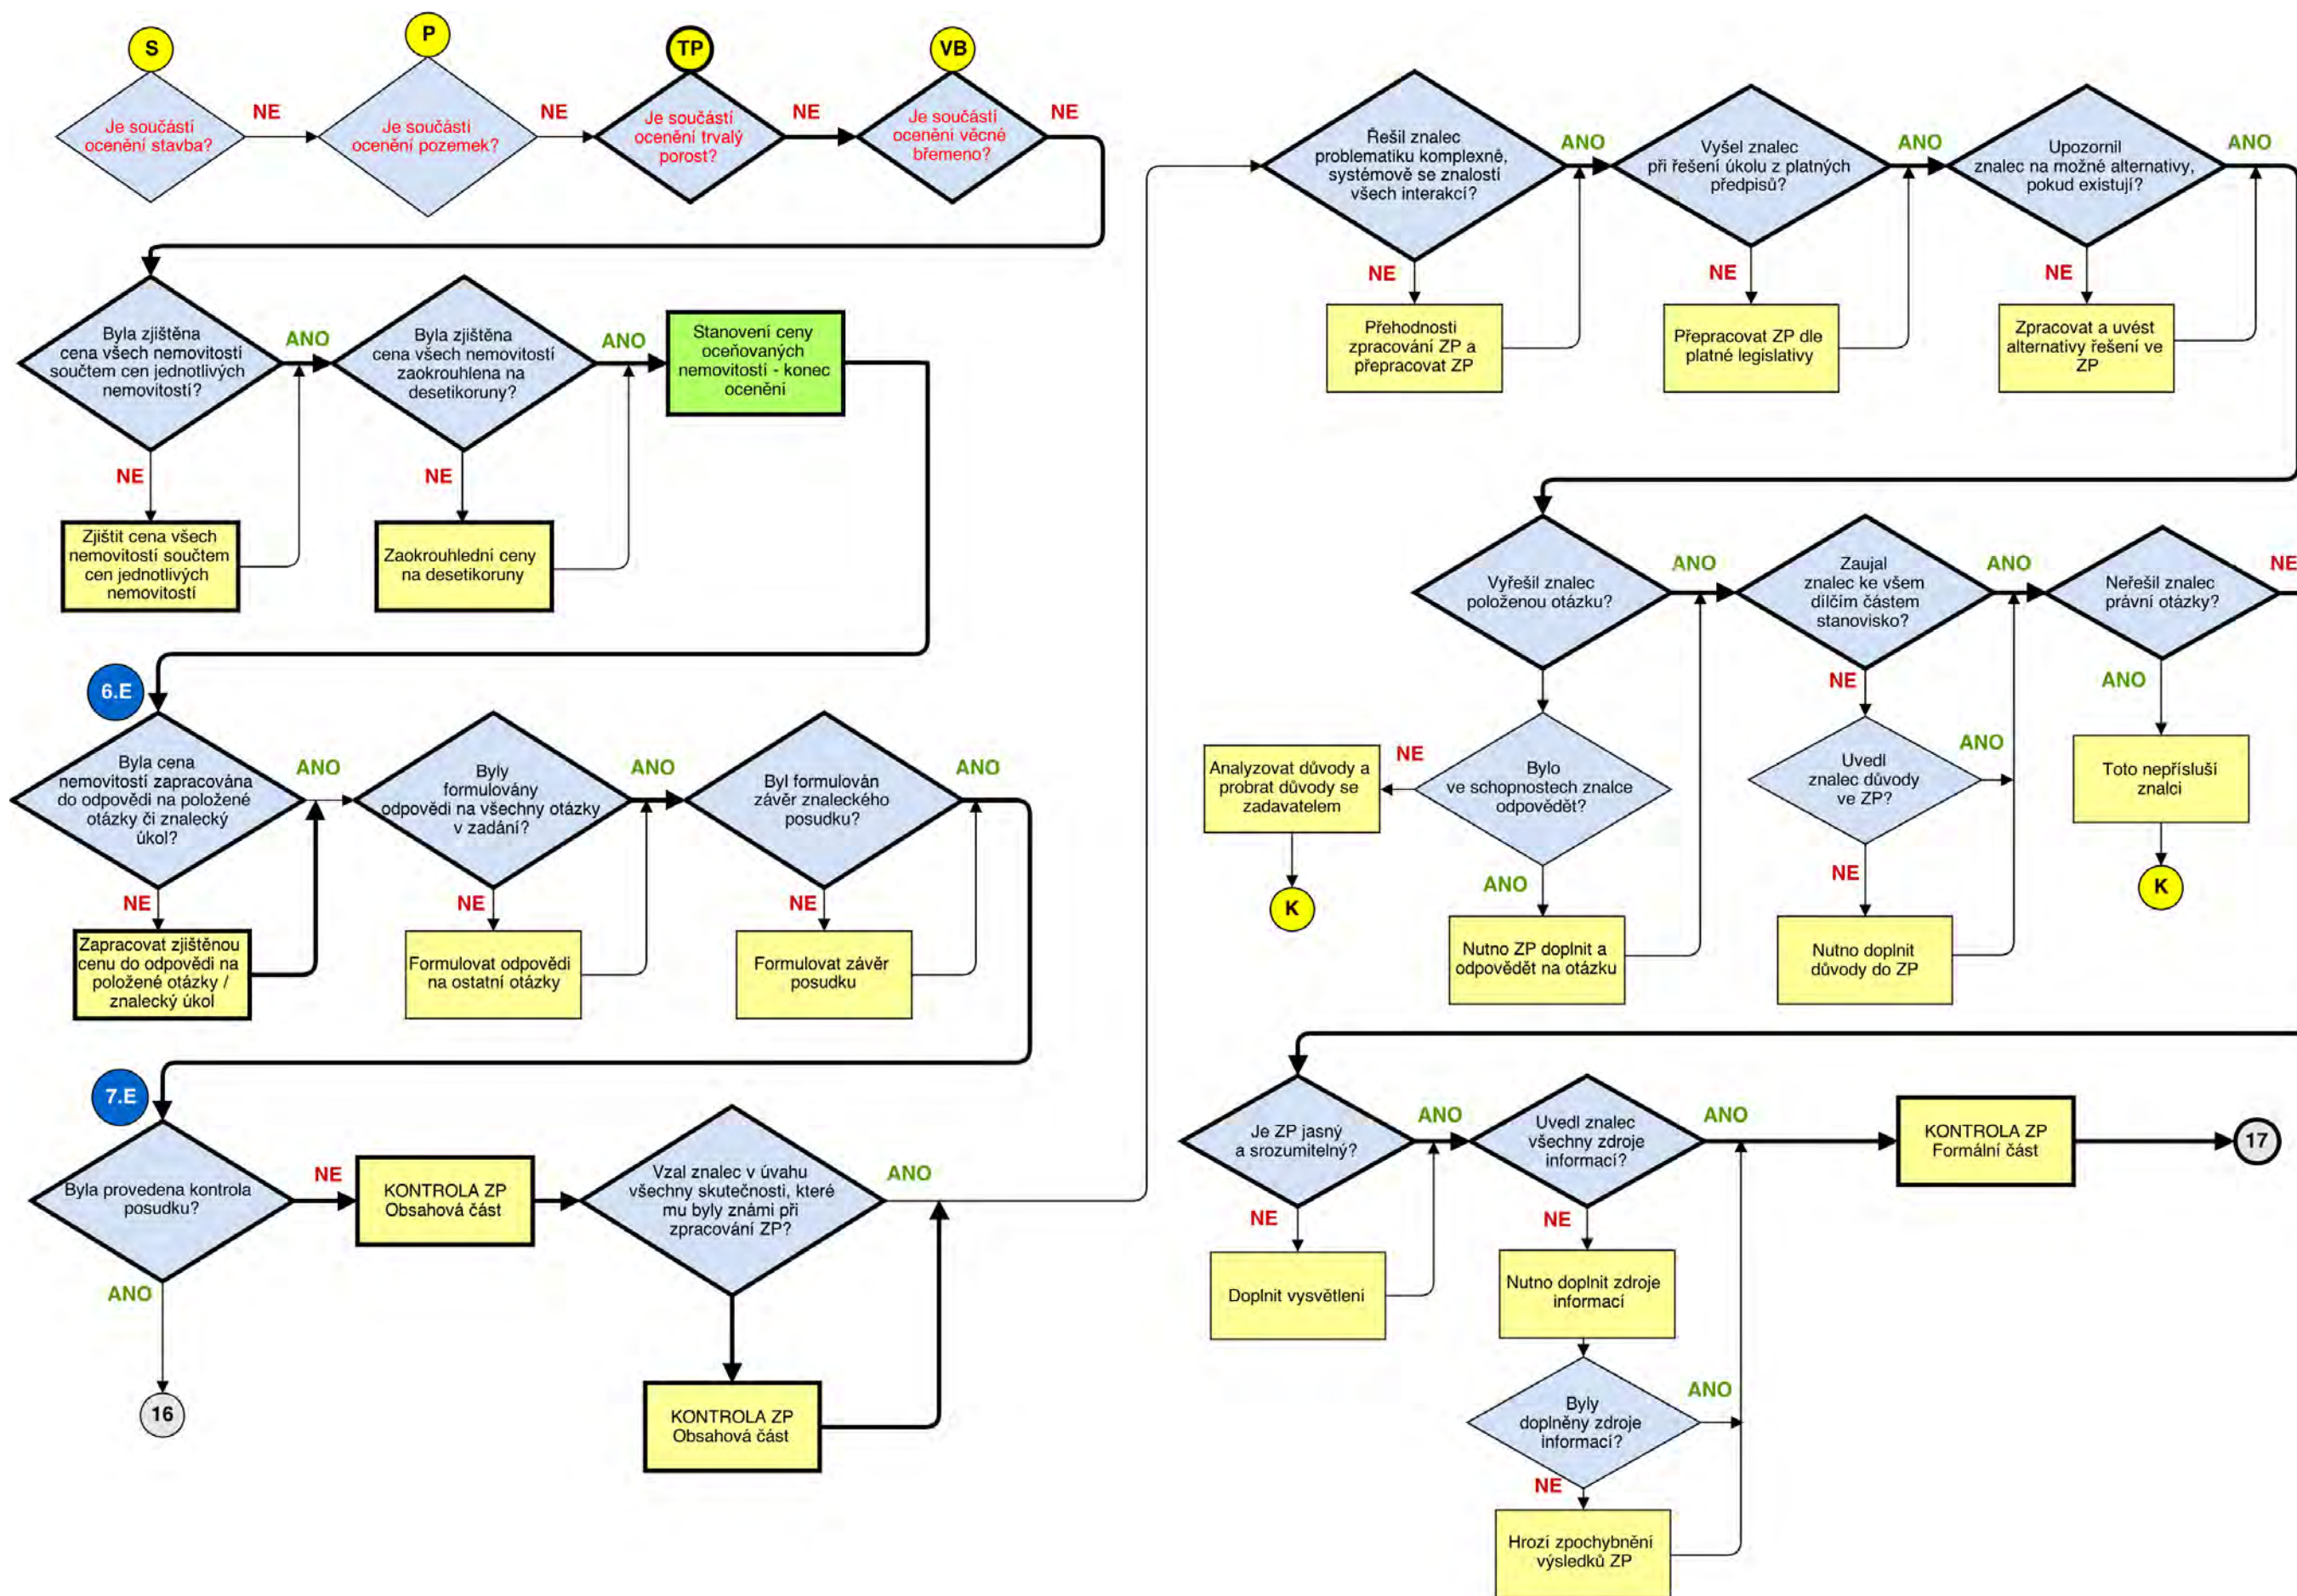 S
P
TP
VB
Je součástí
ocenění stavba?
NE
Je součástí
ocenění pozemek?
NE
Je součástí
ocenění trvalý
porost?
NE
Je součástí
ocenění věcné
břemeno?
NE
Byla zjištěna
cena všech nemovitostí
součtem cen jednotlivých
nemovitostí?
ANO
NE
Zjištit cena všech
nemovitostí součtem
cen jednotlivých
nemovitostí
Byla zjištěna
cena všech nemovitostí
zaokrouhlena na
desetikoruny?
ANO
NE
Zaokrouhlední ceny
na desetikoruny
Stanovení ceny
oceňovaných
nemovitostí - konec
ocenění
6.E
Byla cena
nemovitostí zapracována
do odpovědi na položené
otázky či znalecký
úkol?
ANO
NE
Zapracovat zjištěnou
cenu do odpovědi na
položené otázky /
znalecký úkol
Byly
formulovány
odpovědi na všechny otázky
v zadání?
ANO
NE
Formulovat odpovědi
na ostatní otázky
Byl formulován
závěr znaleckého
posudku?
ANO
NE
Formulovat závěr
posudku
7.E
Byla provedena kontrola
posudku?
NE
ANO
16
KONTROLA ZP
Obsahová část
Vzal znalec v úvahu
všechny skutečnosti, které
mu byly známi při
zpracování ZP?
ANO
KONTROLA ZP
Obsahová část
Řešil znalec
problematiku komplexně,
systémově se znalostí
všech interakcí?
ANO
NE
Přehodnosti
zpracování ZP a
přepracovat ZP
Vyšel znalec
při řešení úkolu z platných
předpisů?
ANO
NE
Přepracovat ZP dle
platné legislativy
Upozornil
znalec na možné alternativy,
pokud existují?
ANO
NE
Zpracovat a uvést
alternativy řešení ve
ZP
Vyřešil znalec
položenou otázku?
ANO
Bylo
ve schopnostech znalce
odpovědět?
NE
Analyzovat důvody a
probrat důvody se
zadavatelem
K
ANO
Nutno ZP doplnit a
odpovědět na otázku
Zaujal
znalec ke všem
dílčím částem
stanovisko?
ANO
NE
Uvedl
znalec důvody
ve ZP?
ANO
NE
Nutno doplnit
důvody do ZP
Neřešil znalec
právní otázky?
NE
ANO
Toto nepřísluší
znalci
K
Je ZP jasný
a srozumitelný?
ANO
NE
Doplnit vysvětlení
Uvedl znalec
všechny zdroje
informací?
ANO
NE
Nutno doplnit zdroje
informací
Byly
doplněny zdroje
informací?
ANO
NE
Hrozí zpochybnění
výsledků ZP
KONTROLA ZP
Formální část
17